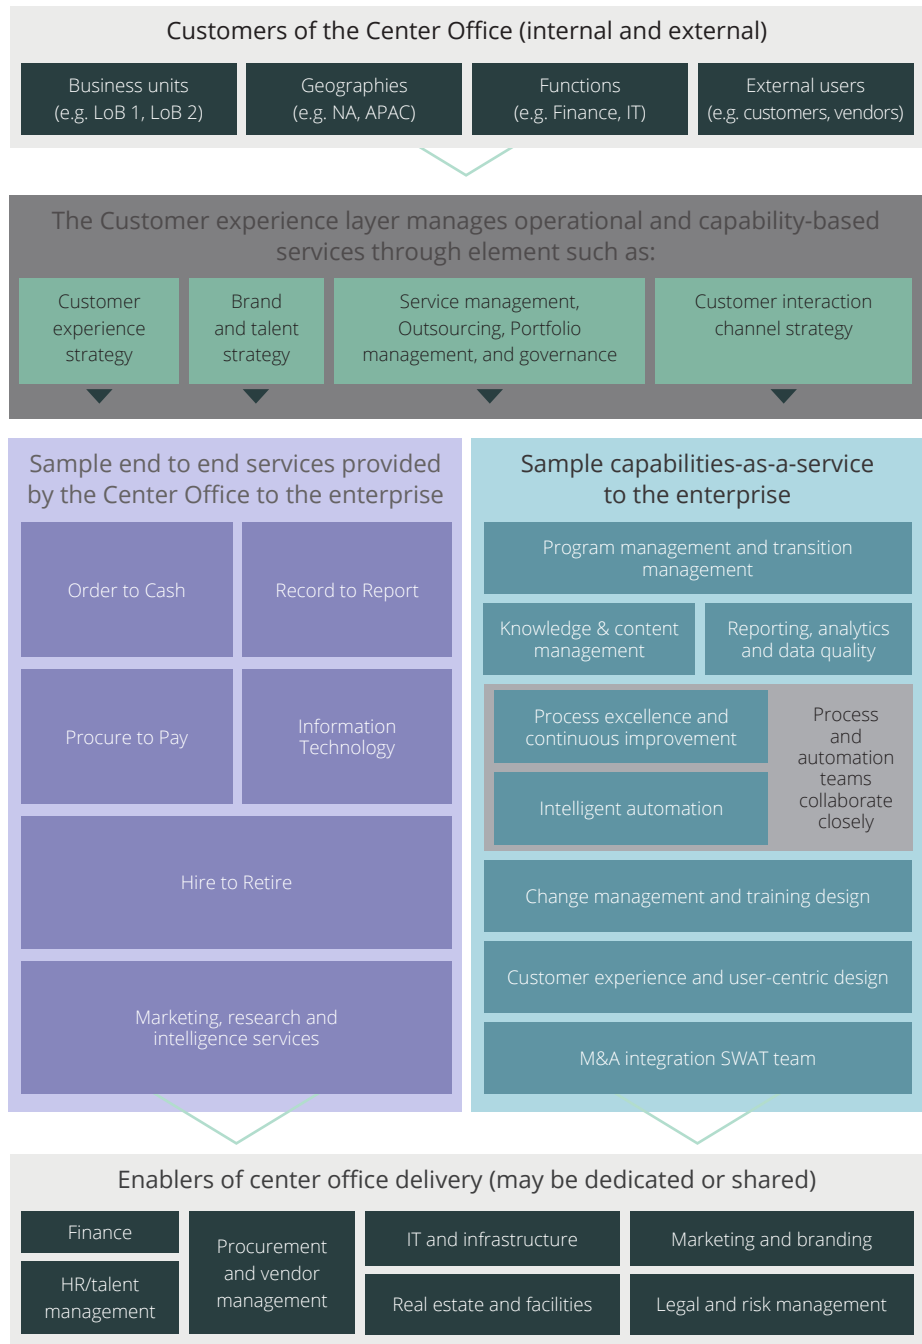 Customers of the Center Office (internal and external)
Business units
(e.g. LoB 1, LoB 2)
Geographies
(e.g. NA, APAC)
Functions
(e.g. Finance, IT)
External users
(e.g. customers, vendors)
The Customer experience layer manages operational and capability-based
services through element such as:
Customer
experience
strategy
Brand
and talent
strategy
Service management,
Outsourcing, Portfolio
management, and governance
Customer interaction
channel strategy
Sample end to end services provided
by the Center Office to the enterprise
Order to Cash
Record to Report
Procure to Pay
Information
Technology
Hire to Retire
Marketing, research and
intelligence services
Sample capabilities-as-a-service
to the enterprise
Program management and transition
management
Knowledge & content
management
Reporting, analytics
and data quality
Process excellence and
continuous improvement
Intelligent automation
Process
and
automation
teams
collaborate
closely
Change management and training design
Customer experience and user-centric design
M&A integration SWAT team
Enablers of center office delivery (may be dedicated or shared)
Finance
HR/talent
management
Procurement
and vendor
management
IT and infrastructure
Real estate and facilities
Marketing and branding
Legal and risk management